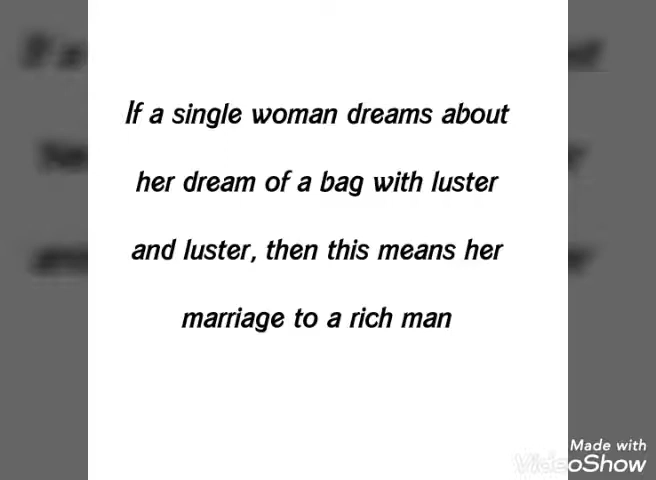 If a single woman dreams about
her dream of a bag with luster
and luster, then this means her
marriage to a rich man
Made with
VideoShow